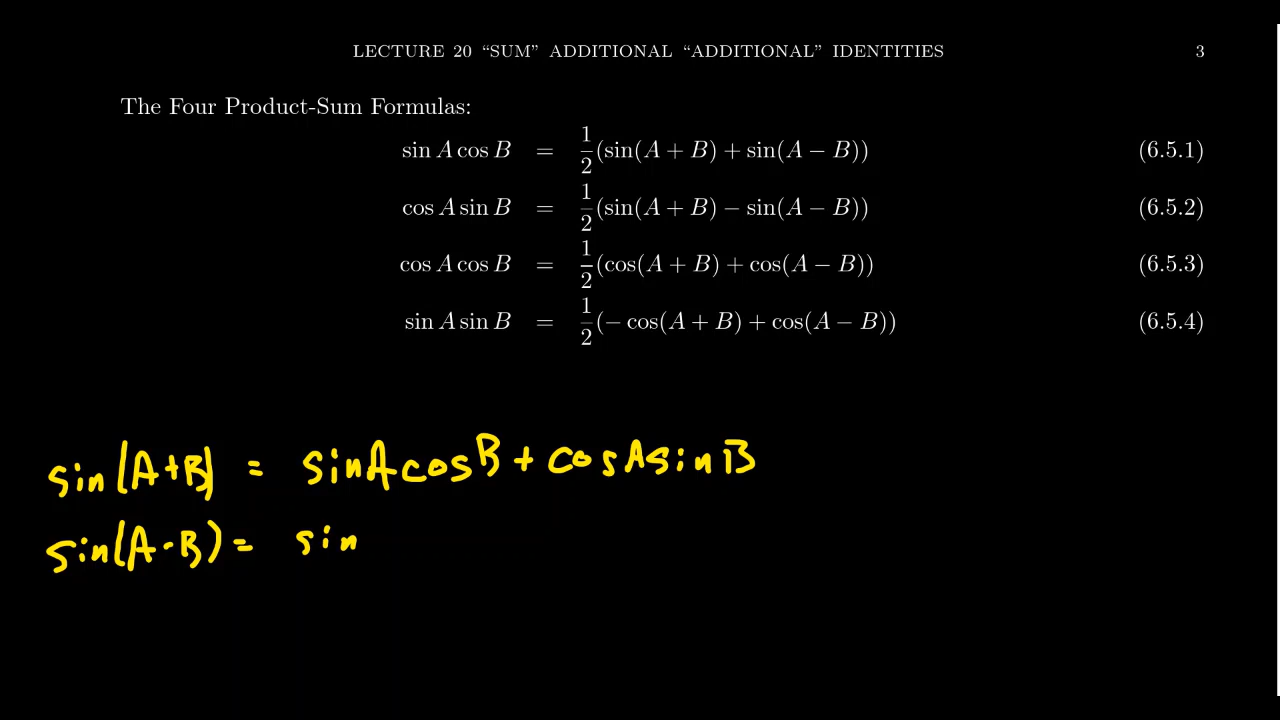 LECTURE 20 “SUM” ADDITIONAL “ADDITIONAL” IDENTITIES 3
The Four Product-Sum Formulas:
sin A cos B = 1/2 (sin(A + B) + sin(A − B)) (6.5.1)
cos A sin B = 1/2 (sin(A + B) − sin(A − B)) (6.5.2)
cos A cos B = 1/2 (cos(A + B) + cos(A − B)) (6.5.3)
sin A sin B = 1/2 (− cos(A + B) + cos(A − B)) (6.5.4)
sin(A+B) = sinAcosB + cosAsinB
sin(A-B) = sin